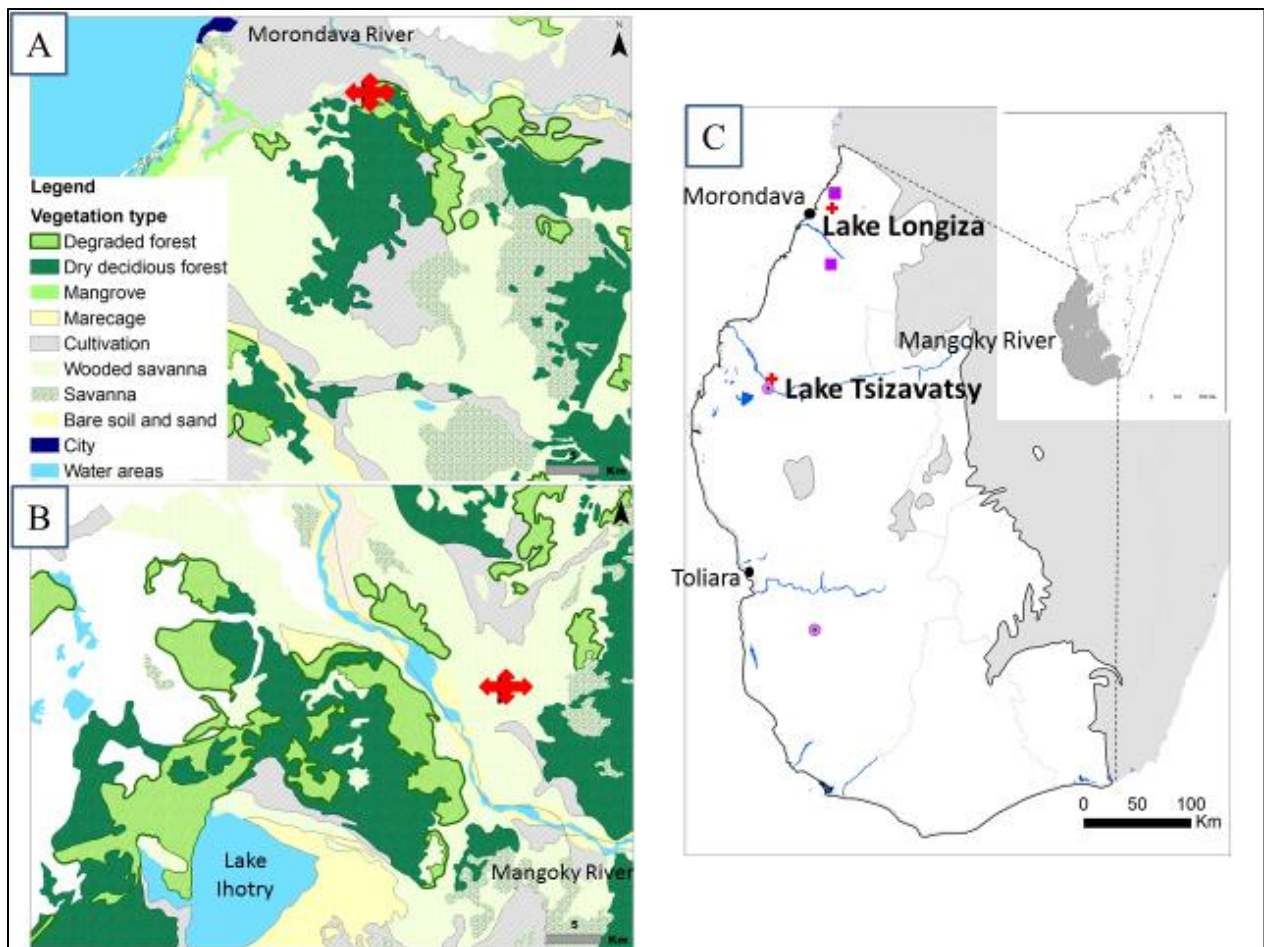 A
Morondava River
N
Legend
Vegetation type
Degraded forest
Dry decidious forest
Mangrove
Marecage
Cultivation
Wooded savanna
Savanna
Bare soil and sand
City
Water areas
Km
B
Lake
Ihotry
Mangoky River
5
Km
C
Morondava
Lake Longiza
Mangoky River
Lake Tsizavatsy
Toliara
0 50 100
Km